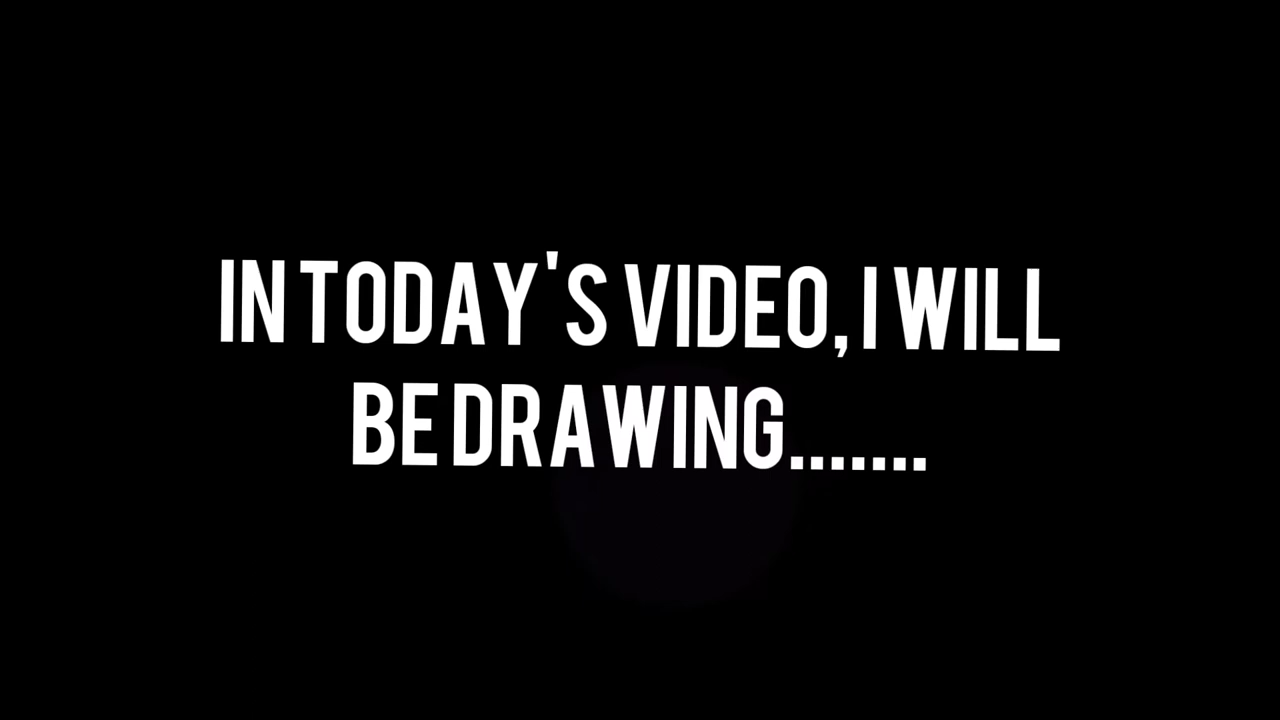 IN TODAY'S VIDEO, I WILL
BE DRAWING.......